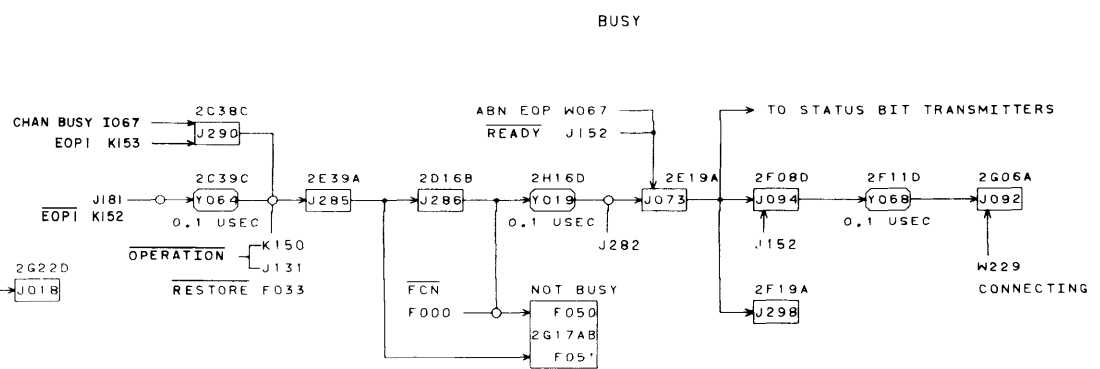 BUSY
2C38C
CHAN BUSY I067
J290
EOPI K153
ABN EOP W067
READY J152
TO STATUS BIT TRANSMITTERS
2C39C
2E39A
2D16B
2H16D
2E19A
2F08D
2F11D
2G06A
J181
Y064
J285
J286
Y019
J073
J094
Y068
J092
EOPI K152
0.1 USEC
0.1 USEC
0.1 USEC
K150
J282
J152
OPERATION
J131
W229
2G22D
J018
RESTORE F033
FCN
NOT BUSY
2F19A
CONNECTING
F000
F050
J298
2G17AB
F051